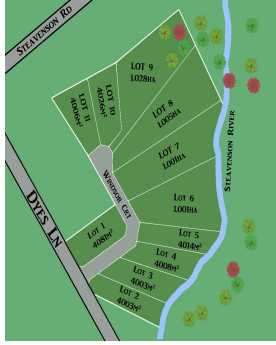 Steavenson Rd
Lot 9
1.028ha
Lot 10
4026m²
Lot 11
4006m²
Lot 8
1.005ha
Lot 7
1.001ha
Steavenson River
Windsor Crt
Lot 6
1.001ha
Dyes Ln
Lot 1
4081m²
Lot 5
4014m²
Lot 4
4008m²
Lot 3
4003m²
Lot 2
4003m²